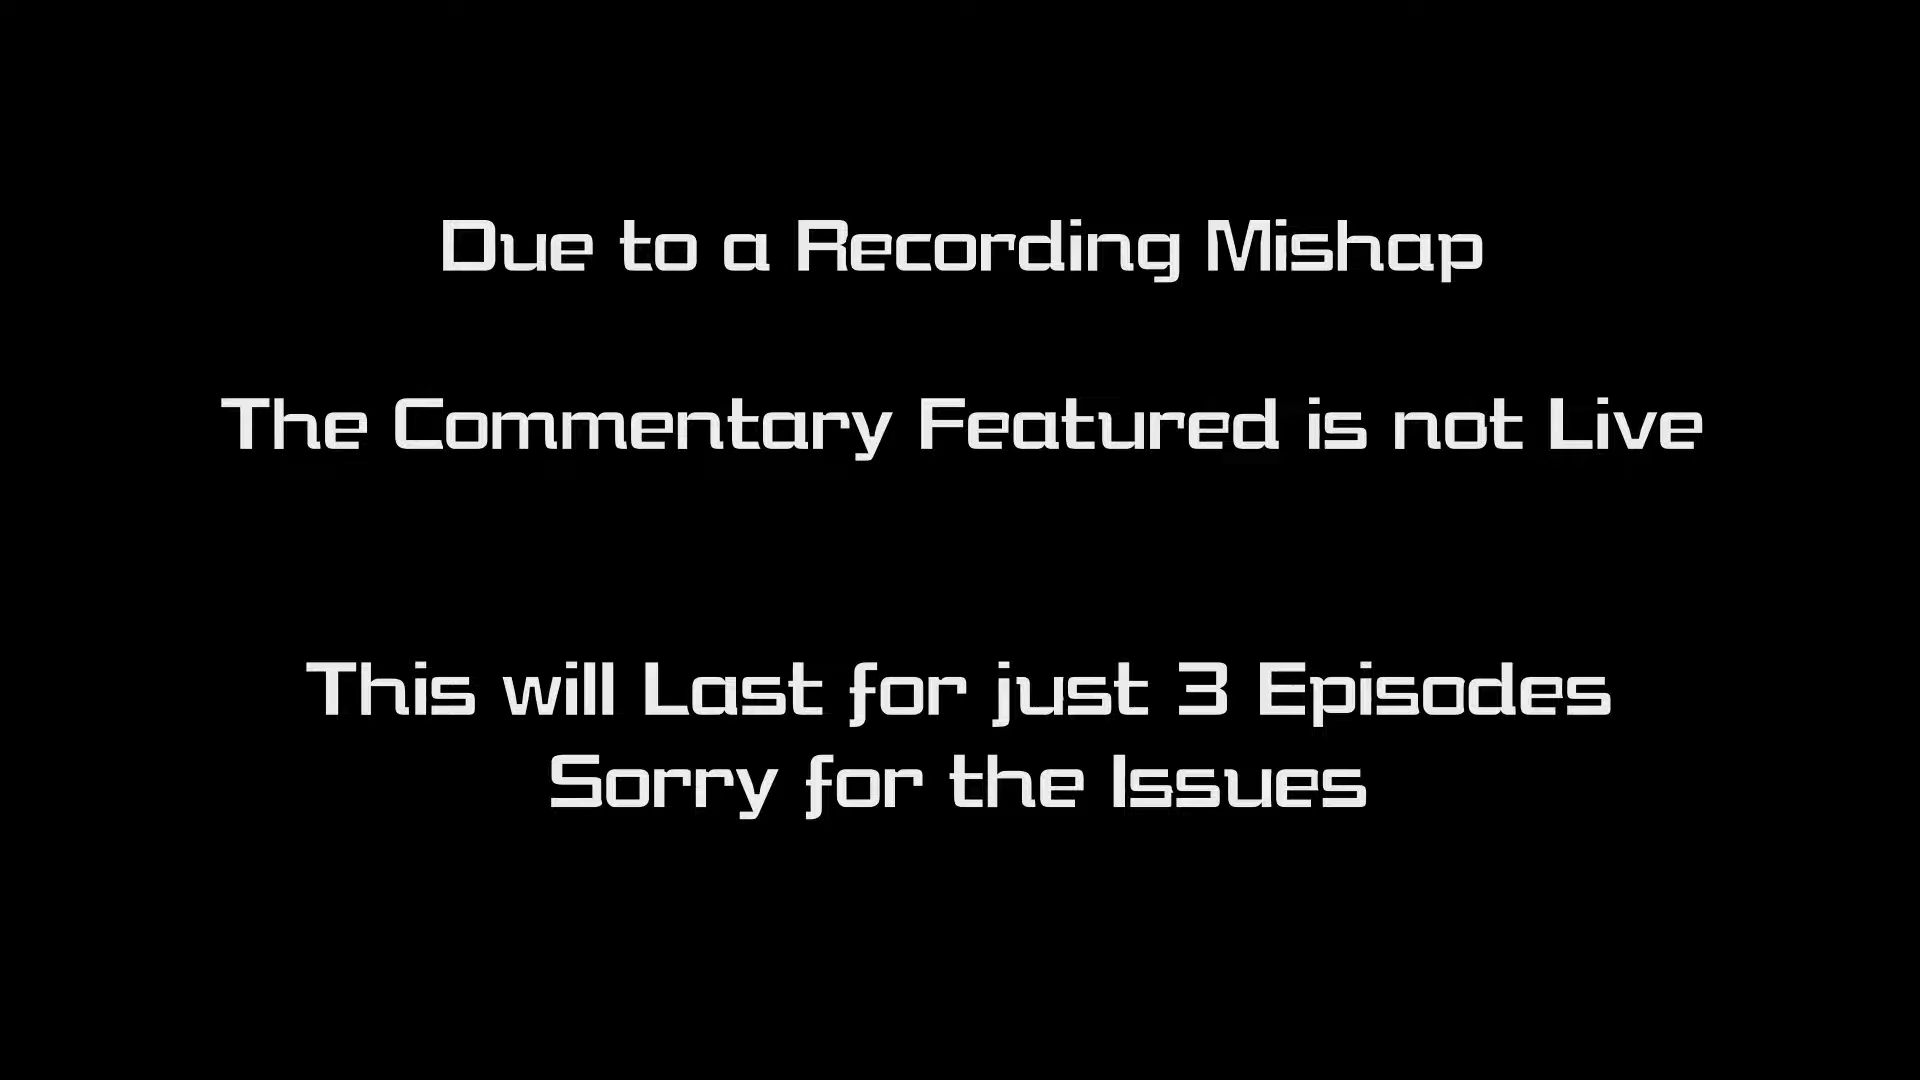 Due to a Recording Mishap
The Commentary Featured is not Live
This will Last for just 3 Episodes
Sorry for the Issues